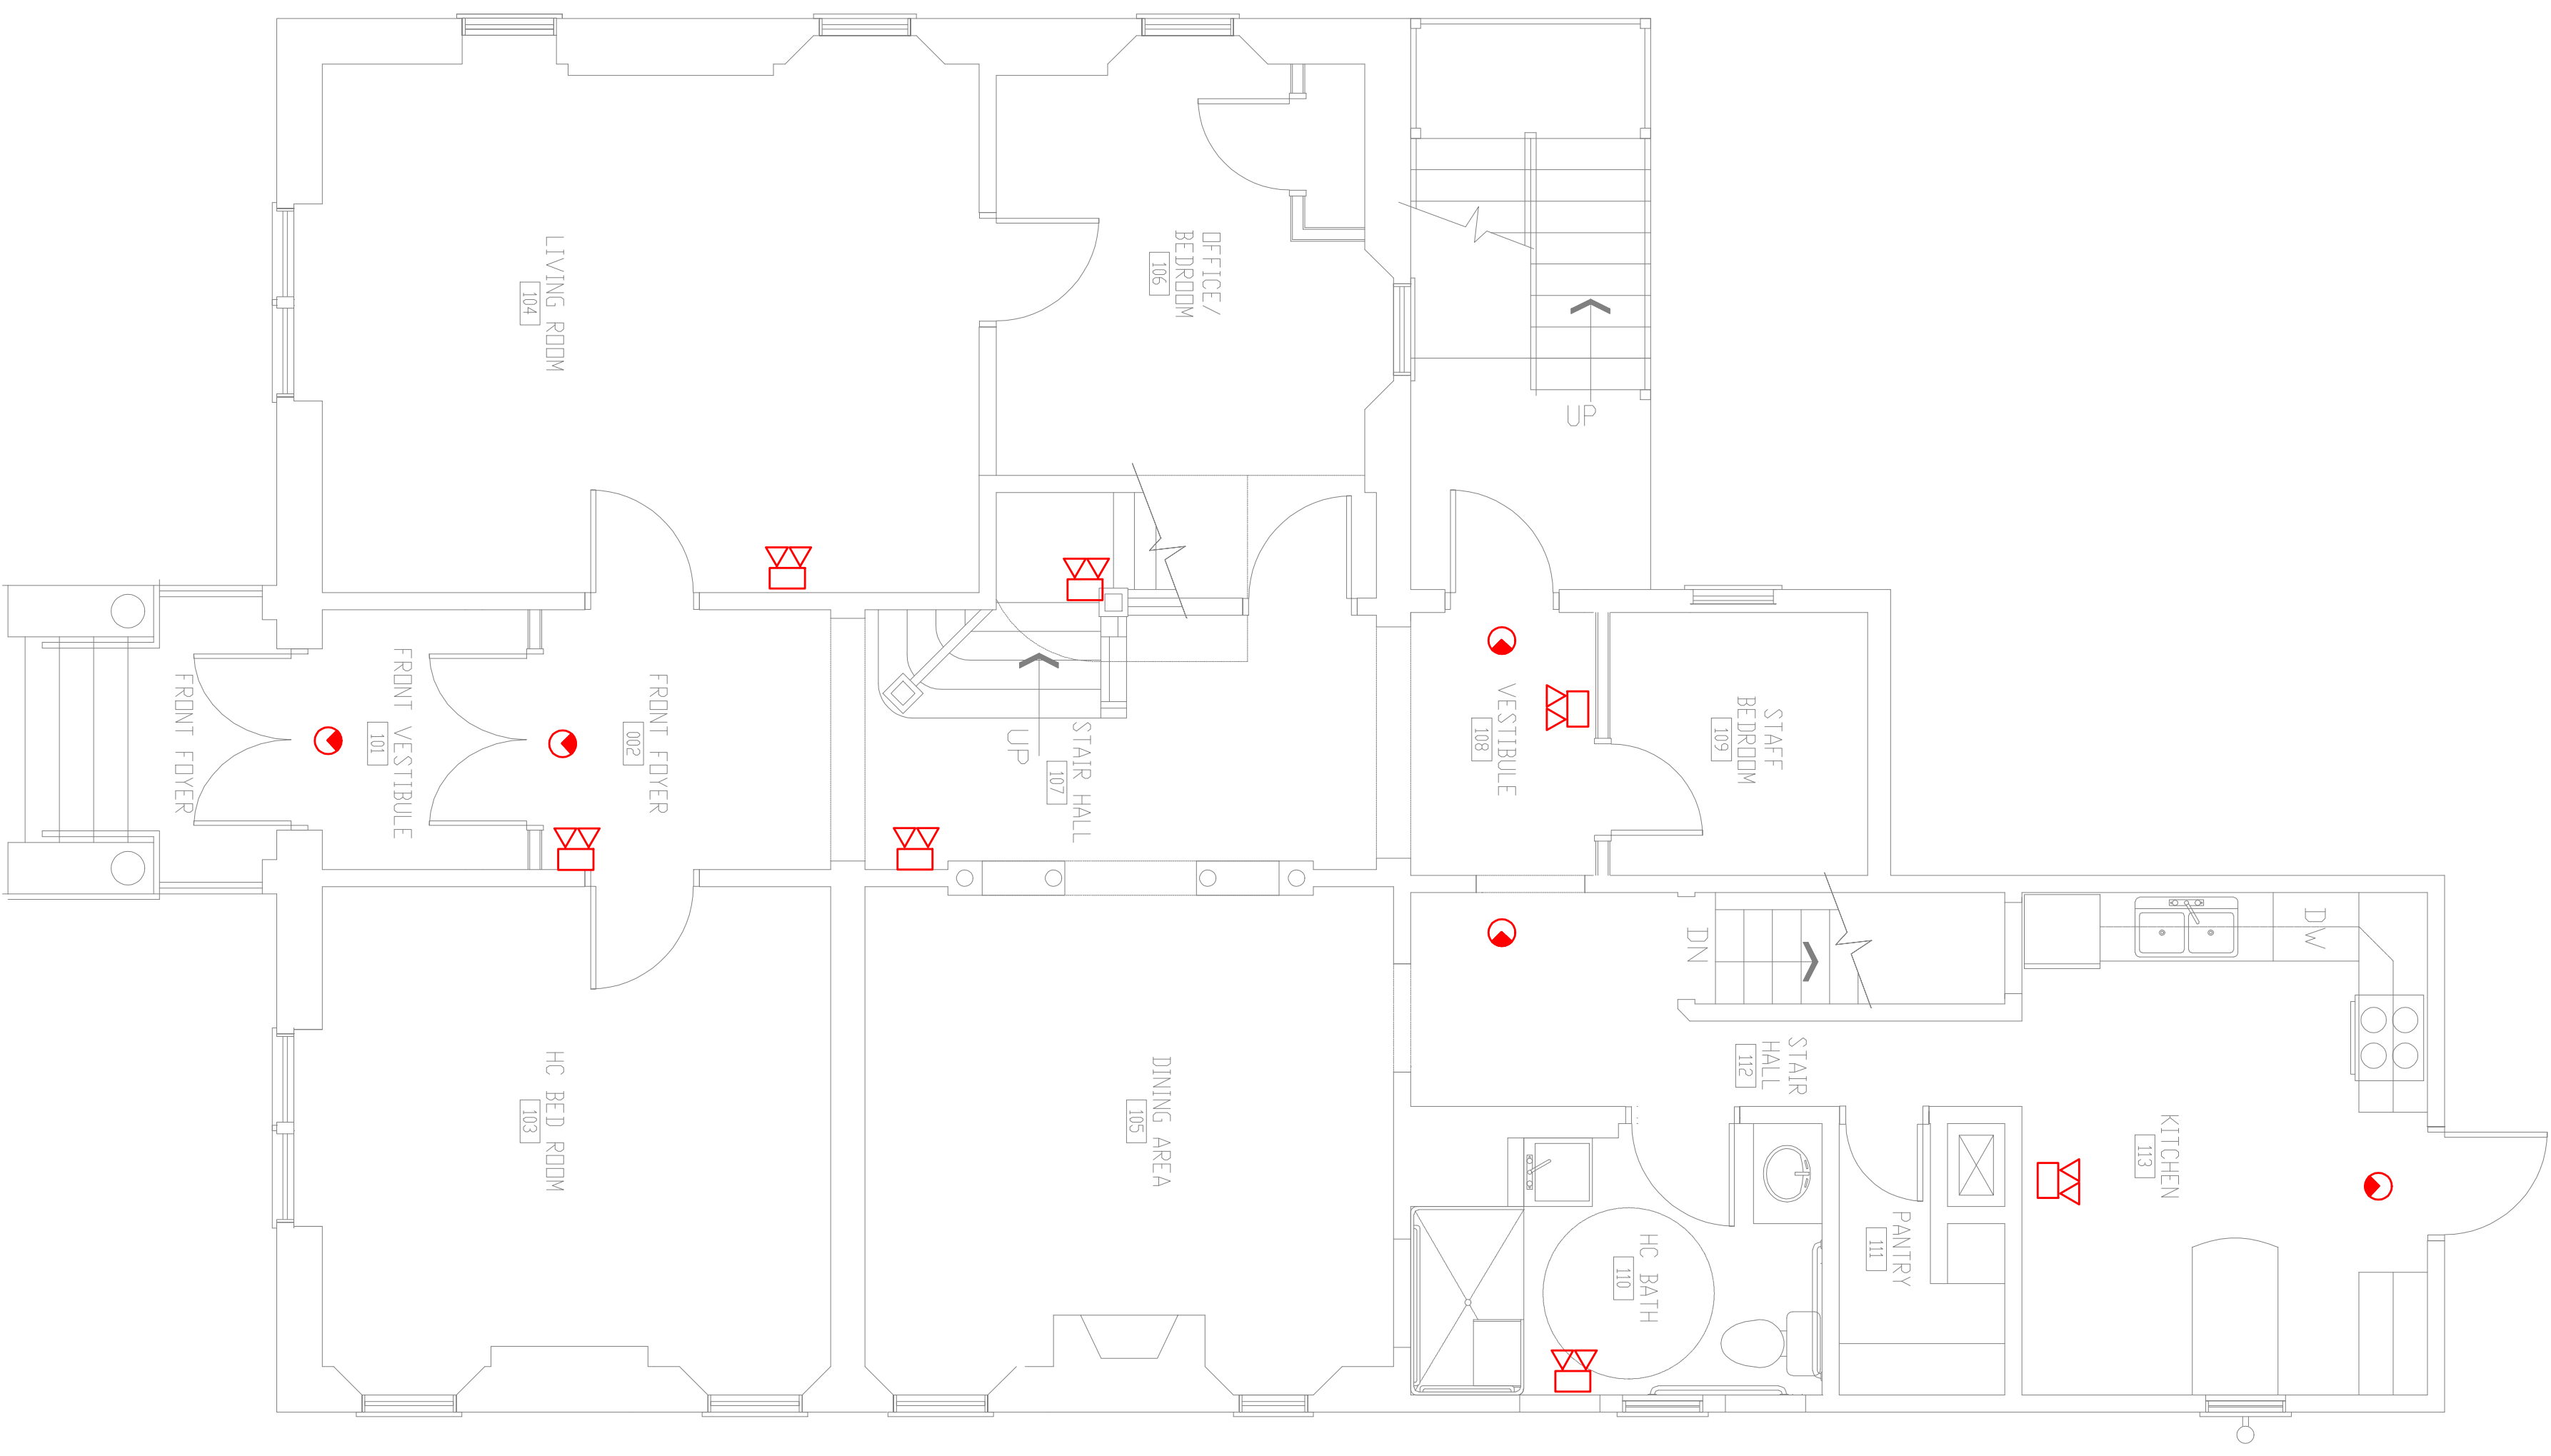 LIVING ROOM
104
OFFICE/
BEDROOM
106
UP
FRONT FOYER
FRONT VESTIBULE
101
FRONT FOYER
002
UP
STAIR HALL
107
VESTIBULE
108
STAFF
BEDROOM
109
DN
DW
HC BED ROOM
103
DINING AREA
105
STAIR
HALL
112
HC BATH
110
PANTRY
111
KITCHEN
113